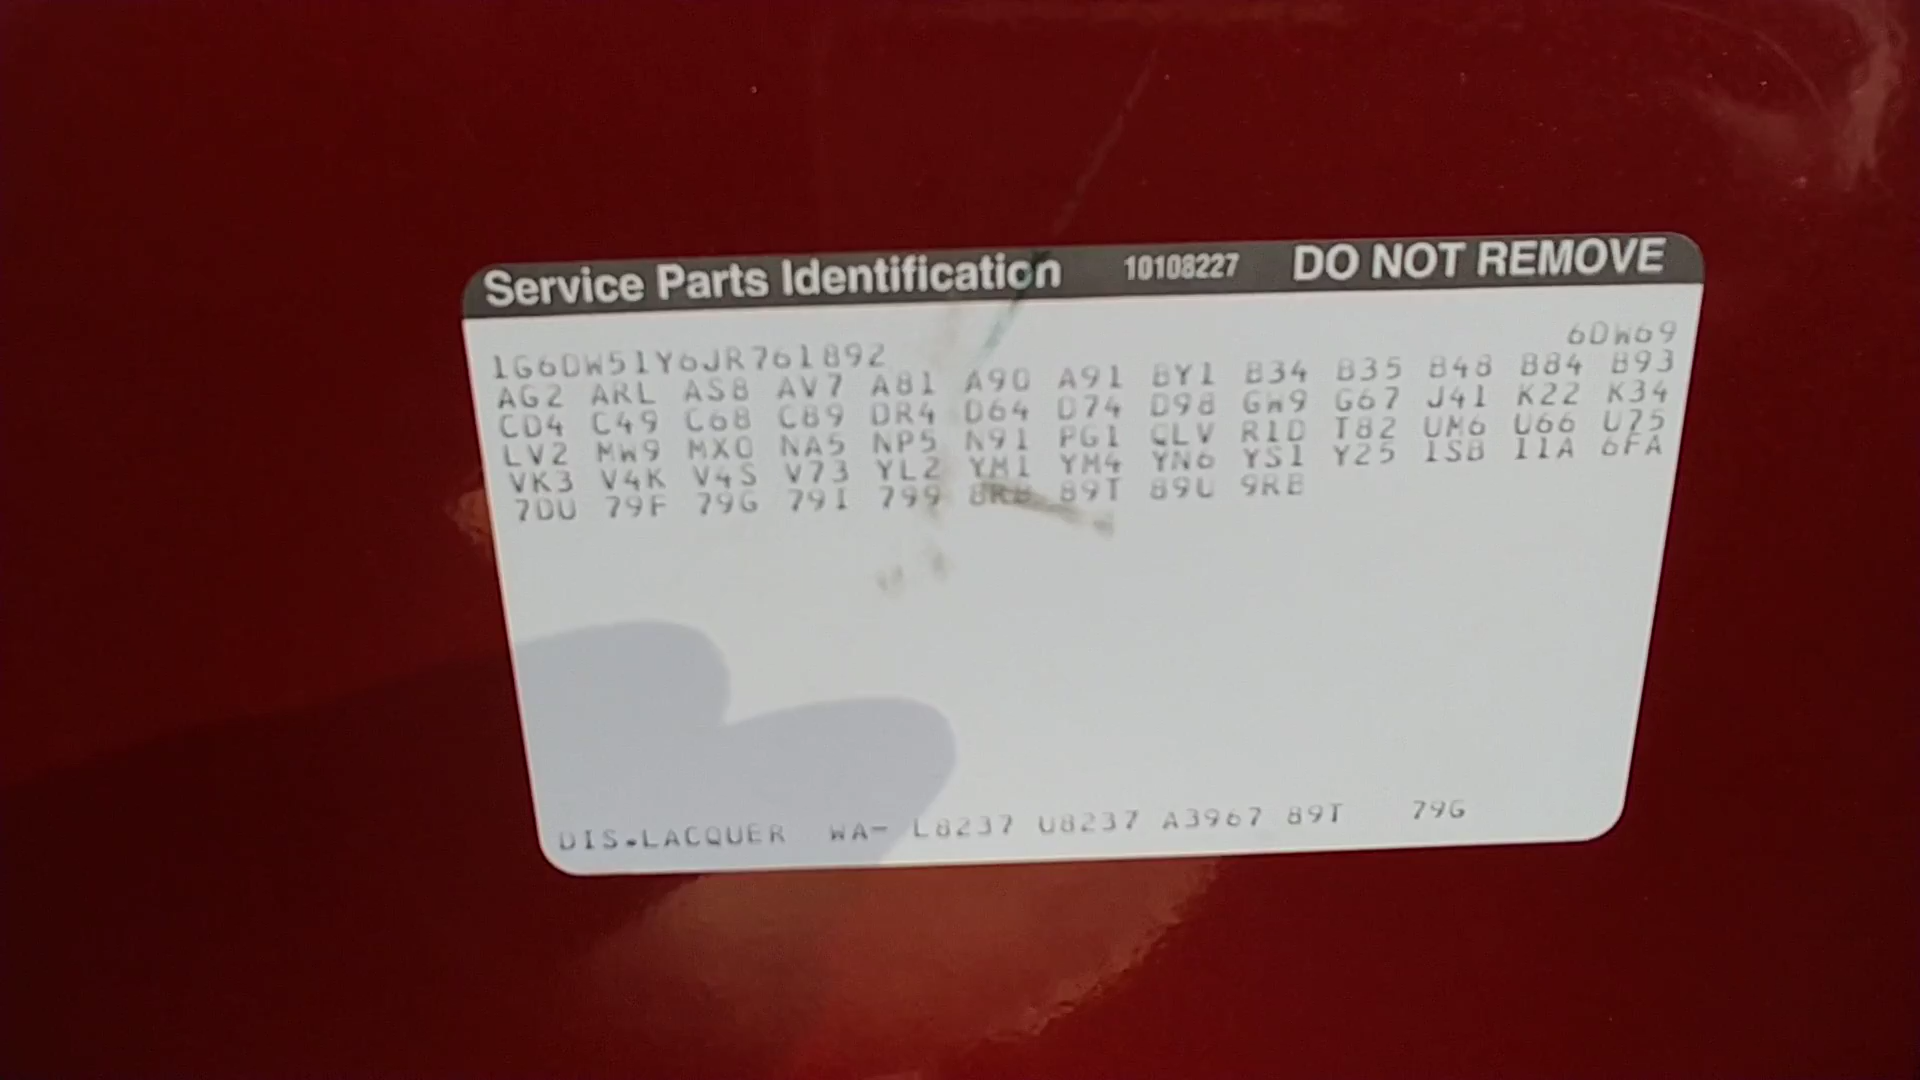 Service Parts Identification 10108227 DO NOT REMOVE
1G6DW51Y6JR761892 6DW69
AG2 ARL AS8 AV7 A81 A90 A91 BY1 B34 B35 B48 B84 B93
CD4 C49 C68 C89 DR4 D64 D74 D98 GW9 G67 J41 K22 K34
LV2 MW9 MX0 NA5 NP5 N91 PG1 QLV R1D T82 UM6 U66 U75
VK3 V4K V4S V73 YL2 YM1 YM4 YN6 YS1 Y25 1SB 11A 6FA
7DU 79F 79G 79I 799 8RB 89T 89U 9RB
DIS.LACQUER WA- L8237 U8237 A3967 89T 79G